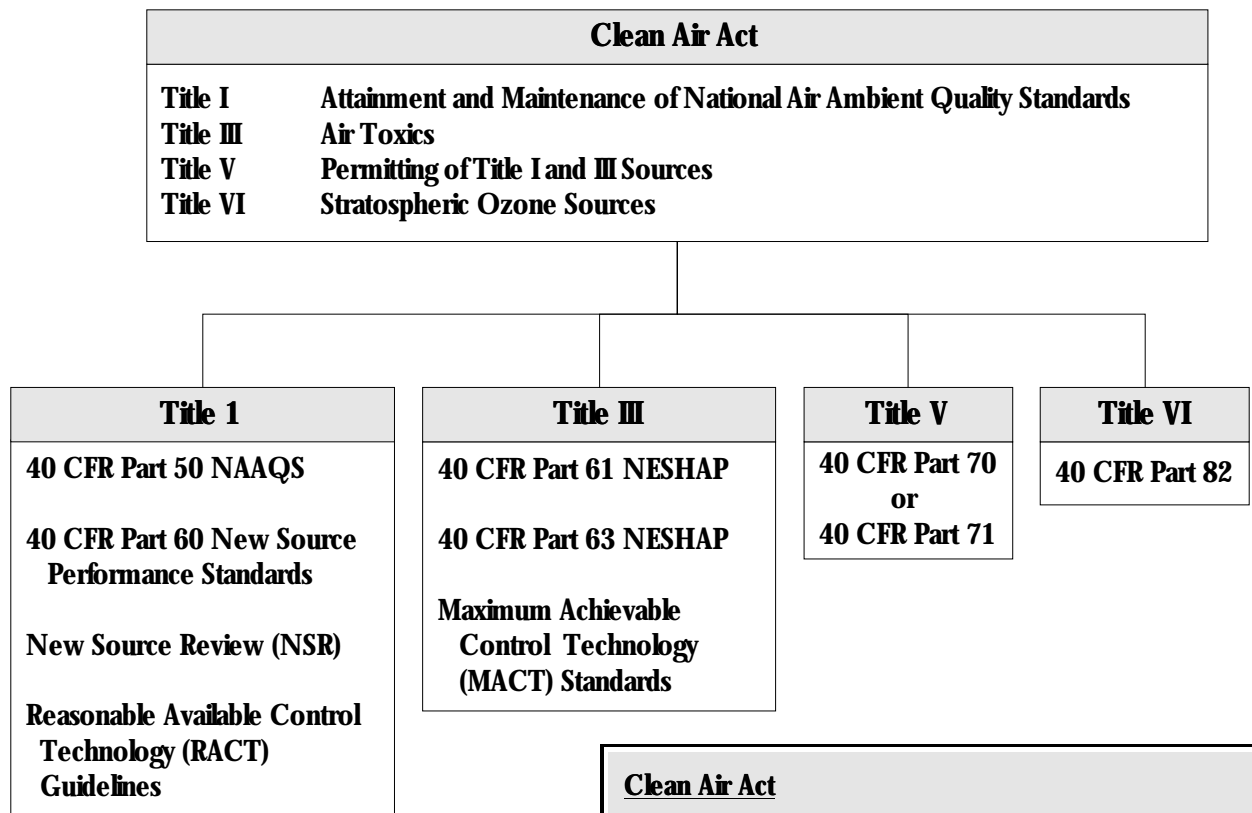 Clean Air Act
Title I Attainment and Maintenance of National Air Ambient Quality Standards
Title III Air Toxics
Title V Permitting of Title I and III Sources
Title VI Stratospheric Ozone Sources
Title 1
40 CFR Part 50 NAAQS
40 CFR Part 60 New Source
Performance Standards
New Source Review (NSR)
Reasonable Available Control
Technology (RACT)
Guidelines
Title III
40 CFR Part 61 NESHAP
40 CFR Part 63 NESHAP
Maximum Achievable
Control Technology
(MACT) Standards
Title V
40 CFR Part 70
or
40 CFR Part 71
Title VI
40 CFR Part 82
Clean Air Act